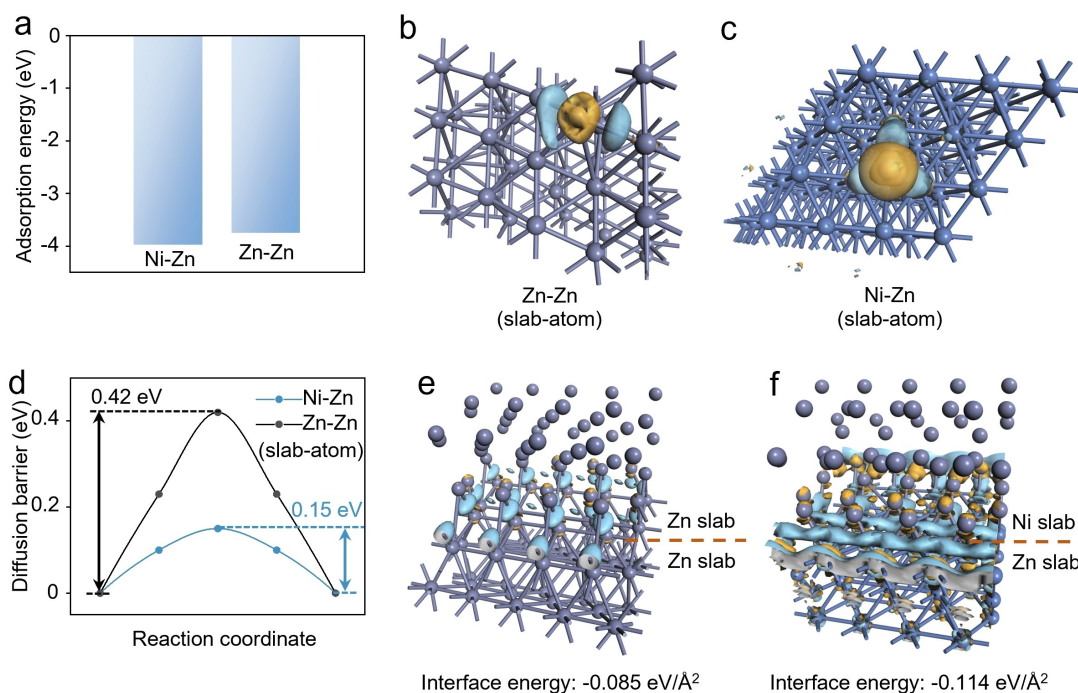 a
0
-1
-2
-3
-4
Adsorption energy (eV)
Ni-Zn
Zn-Zn
b
Zn-Zn
(slab-atom)
c
Ni-Zn
(slab-atom)
d
0.42 eV
0.4
0.2
0
Diffusion barrier (eV)
Ni-Zn
Zn-Zn
(slab-atom)
0.15 eV
Reaction coordinate
e
Zn slab
Zn slab
Interface energy: -0.085 eV/Å²
f
Ni slab
Zn slab
Interface energy: -0.114 eV/Å²